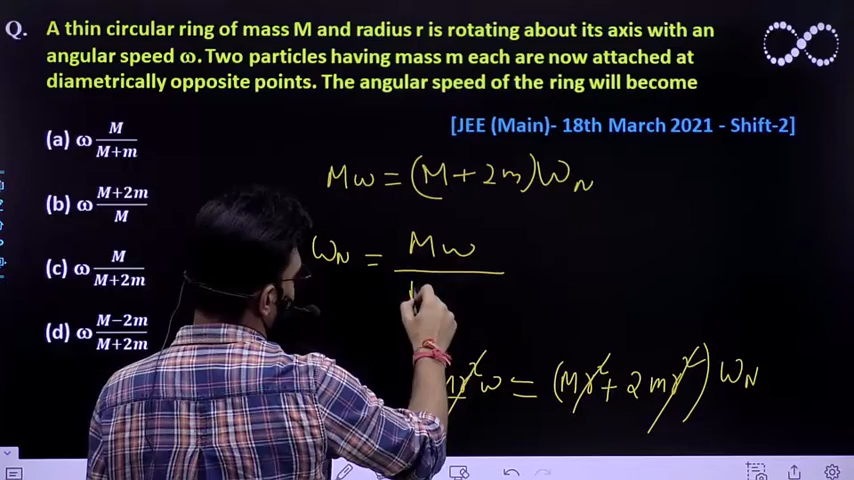 Q. A thin circular ring of mass M and radius r is rotating about its axis with an
angular speed ω. Two particles having mass m each are now attached at
diametrically opposite points. The angular speed of the ring will become
[JEE (Main)- 18th March 2021 - Shift-2]
(a) ω M/(M+m)
(b) ω (M+2m)/M
(c) ω M/(M+2m)
(d) ω (M−2m)/(M+2m)
Mω = (M + 2m) ω_N
ω_N = Mω
r² ω = (Mr² + 2mr²) ω_N